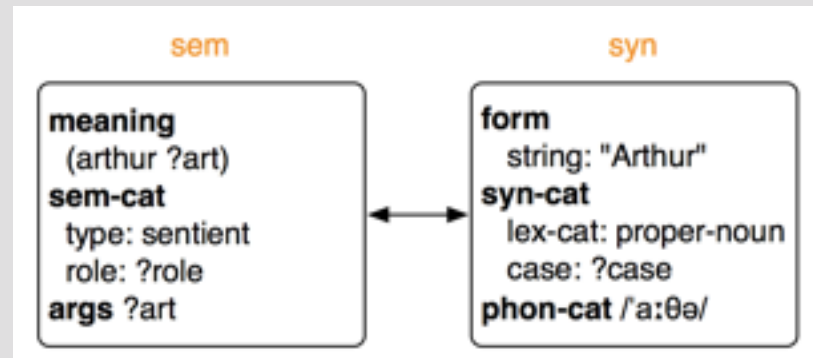 sem
meaning
(arthur ?art)
sem-cat
type: sentient
role: ?role
args ?art
syn
form
string: "Arthur"
syn-cat
lex-cat: proper-noun
case: ?case
phon-cat /'a:θə/